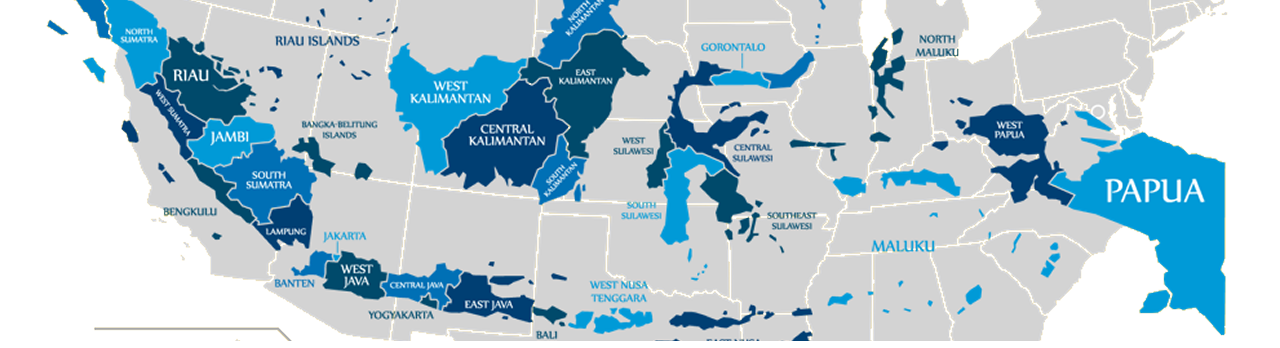 NORTH
SUMATRA
RIAU ISLANDS
NORTH
KALIMANTAN
GORONTALO
NORTH
MALUKU
RIAU
EAST
KALIMANTAN
WEST
KALIMANTAN
WEST SUMATRA
JAMBI
BANGKA-BELITUNG
ISLANDS
CENTRAL
KALIMANTAN
WEST
SULAWESI
CENTRAL
SULAWESI
WEST
PAPUA
SOUTH
SUMATRA
SOUTH
KALIMANTAN
PAPUA
BENGKULU
SOUTH
SULAWESI
SOUTHEAST
SULAWESI
LAMPUNG
JAKARTA
MALUKU
BANTEN
WEST
JAVA
CENTRAL JAVA
EAST JAVA
WEST NUSA
TENGGARA
YOGYAKARTA
BALI
EAST NUSA